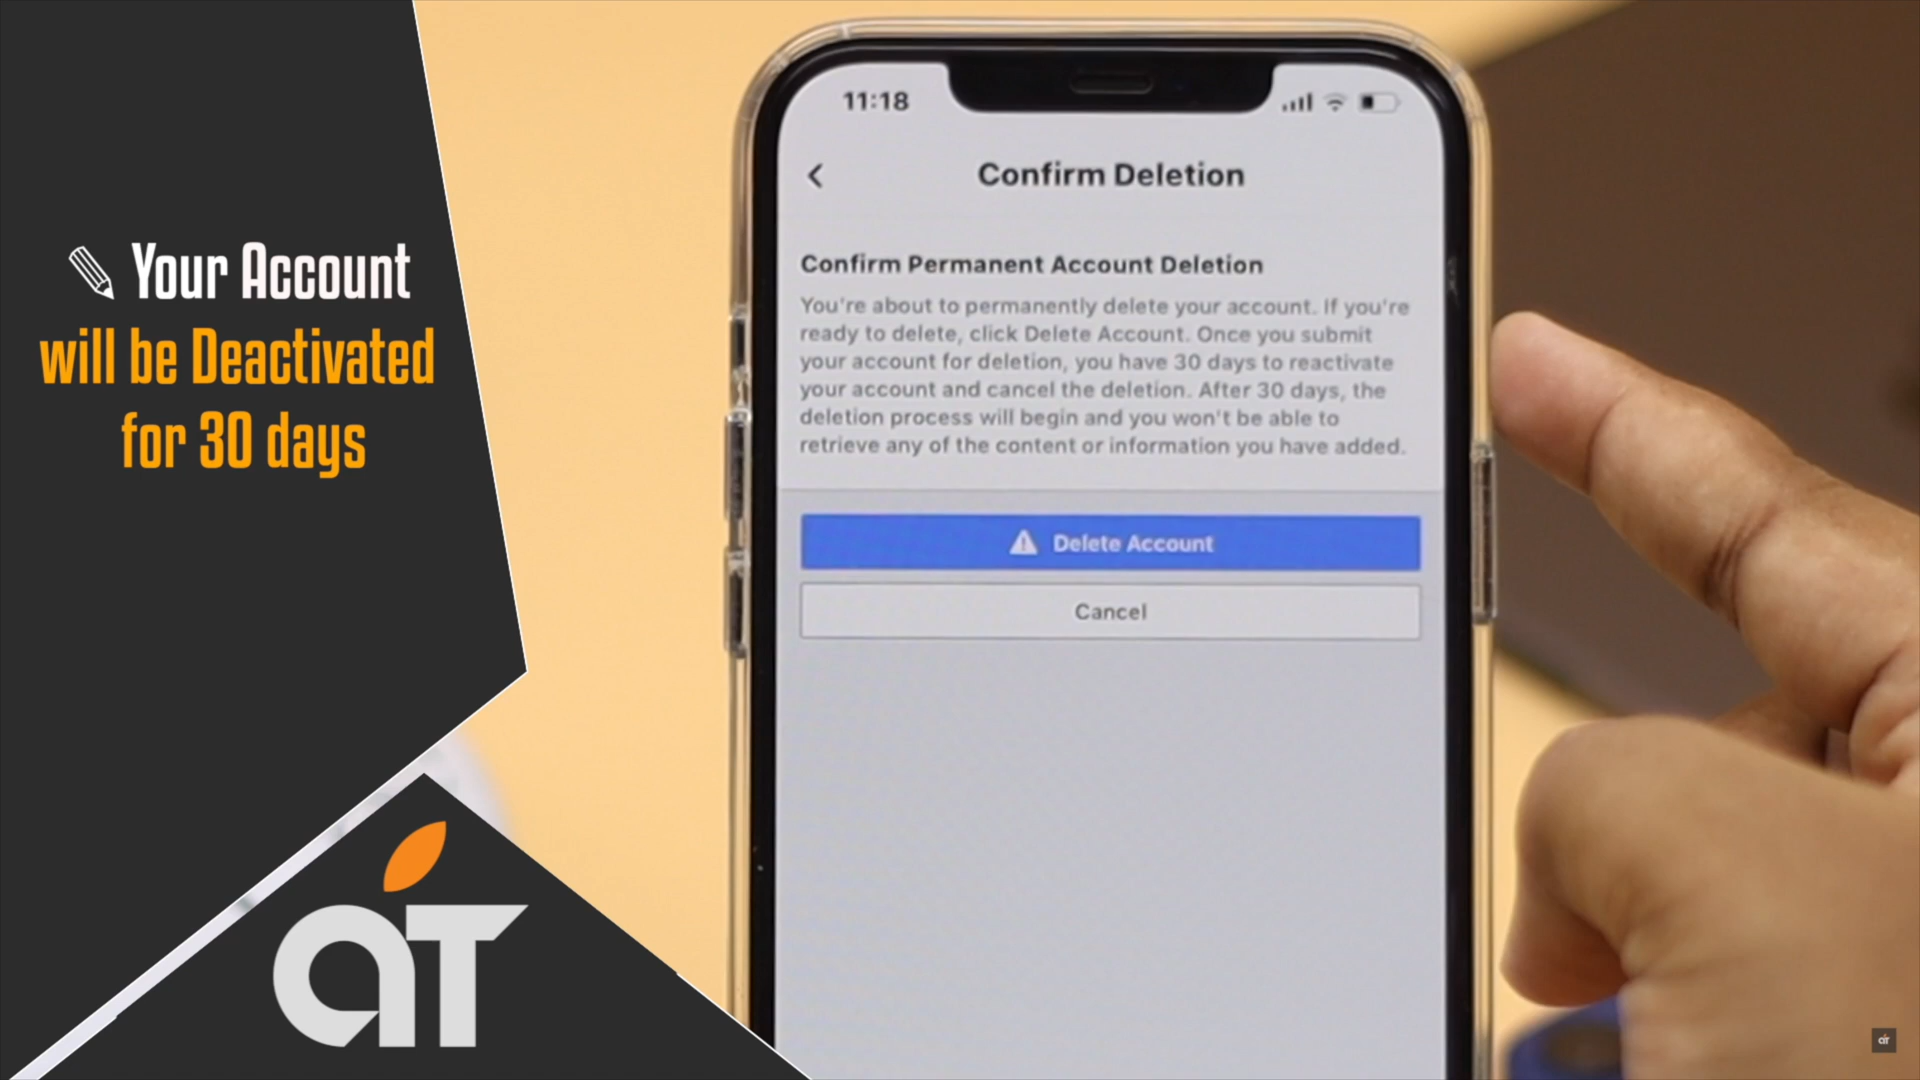 Your Account
will be Deactivated
for 30 days
aT
11:18
Confirm Deletion
Confirm Permanent Account Deletion
You're about to permanently delete your account. If you're
ready to delete, click Delete Account. Once you submit
your account for deletion, you have 30 days to reactivate
your account and cancel the deletion. After 30 days, the
deletion process will begin and you won't be able to
retrieve any of the content or information you have added.
Delete Account
Cancel
aT